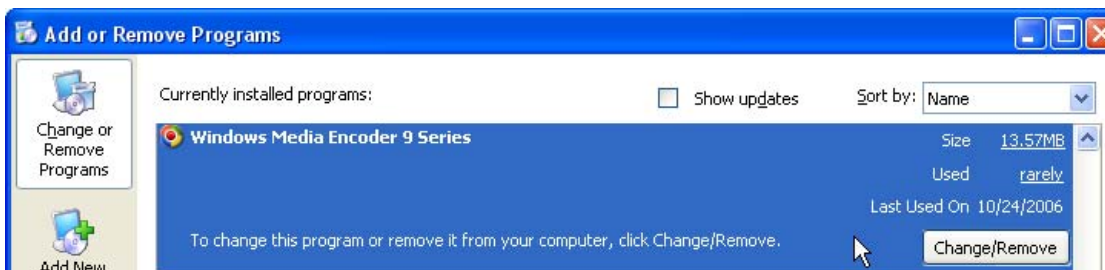 Add or Remove Programs
Change or
Remove
Programs
Currently installed programs:
Show updates
Sort by: Name
Windows Media Encoder 9 Series
Size 13.57MB
Used rarely
Last Used On 10/24/2006
To change this program or remove it from your computer, click Change/Remove.
Change/Remove
Add New